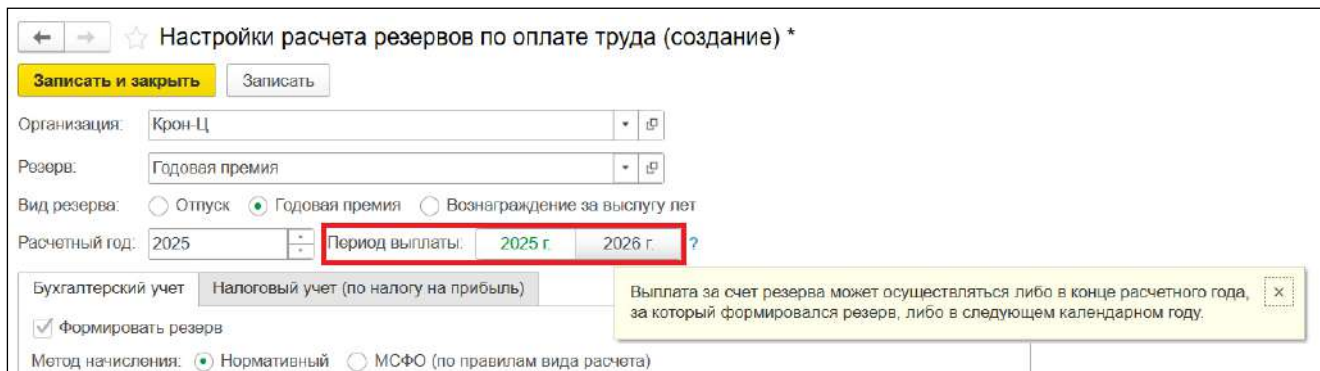 Настройки расчета резервов по оплате труда (создание) *
Записать и закрыть Записать
Организация: Крон-Ц
Резерв: Годовая премия
Вид резерва: Отпуск Годовая премия Вознаграждение за выслугу лет
Расчетный год: 2025 Период выплаты: 2025 г. 2026 г. ?
Бухгалтерский учет Налоговый учет (по налогу на прибыль)
Выплата за счет резерва может осуществляться либо в конце расчетного года,
за который формировался резерв, либо в следующем календарном году.
Формировать резерв
Метод начисления: Нормативный МСФО (по правилам вида расчета)